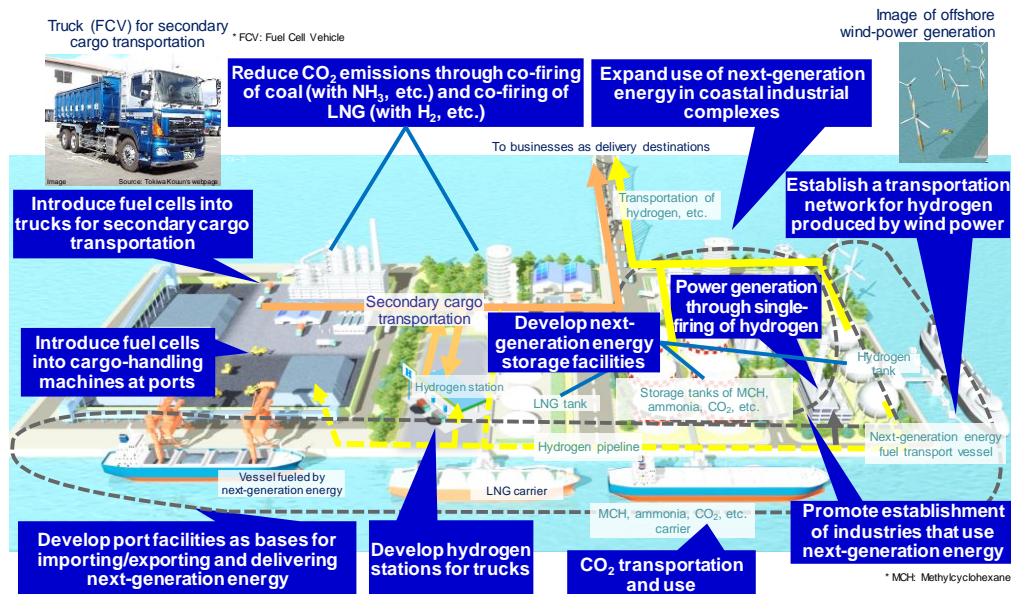 Truck (FCV) for secondary
cargo transportation
* FCV: Fuel Cell Vehicle
Image of offshore
wind-power generation
Reduce CO₂ emissions through co-firing
of coal (with NH₃, etc.) and co-firing of
LNG (with H₂, etc.)
Expand use of next-generation
energy in coastal industrial
complexes
Image
Source: Tokiwa Kouun's webpage
To businesses as delivery destinations
Transportation of
hydrogen, etc.
Establish a transportation
network for hydrogen
produced by wind power
Introduce fuel cells into
trucks for secondary cargo
transportation
Secondary cargo
transportation
Power generation
through single-
firing of hydrogen
Develop next-
generation energy
storage facilities
Introduce fuel cells
into cargo-handling
machines at ports
Hydrogen
tank
H
Hydrogen station
LNG tank
Storage tanks of MCH,
ammonia, CO₂, etc.
Hydrogen pipeline
Next-generation energy
fuel transport vessel
Vessel fueled by
next-generation energy
LNG carrier
MCH, ammonia, CO₂, etc.
carrier
Develop port facilities as bases for
importing/exporting and delivering
next-generation energy
Develop hydrogen
stations for trucks
CO₂ transportation
and use
Promote establishment
of industries that use
next-generation energy
* MCH: Methylcyclohexane